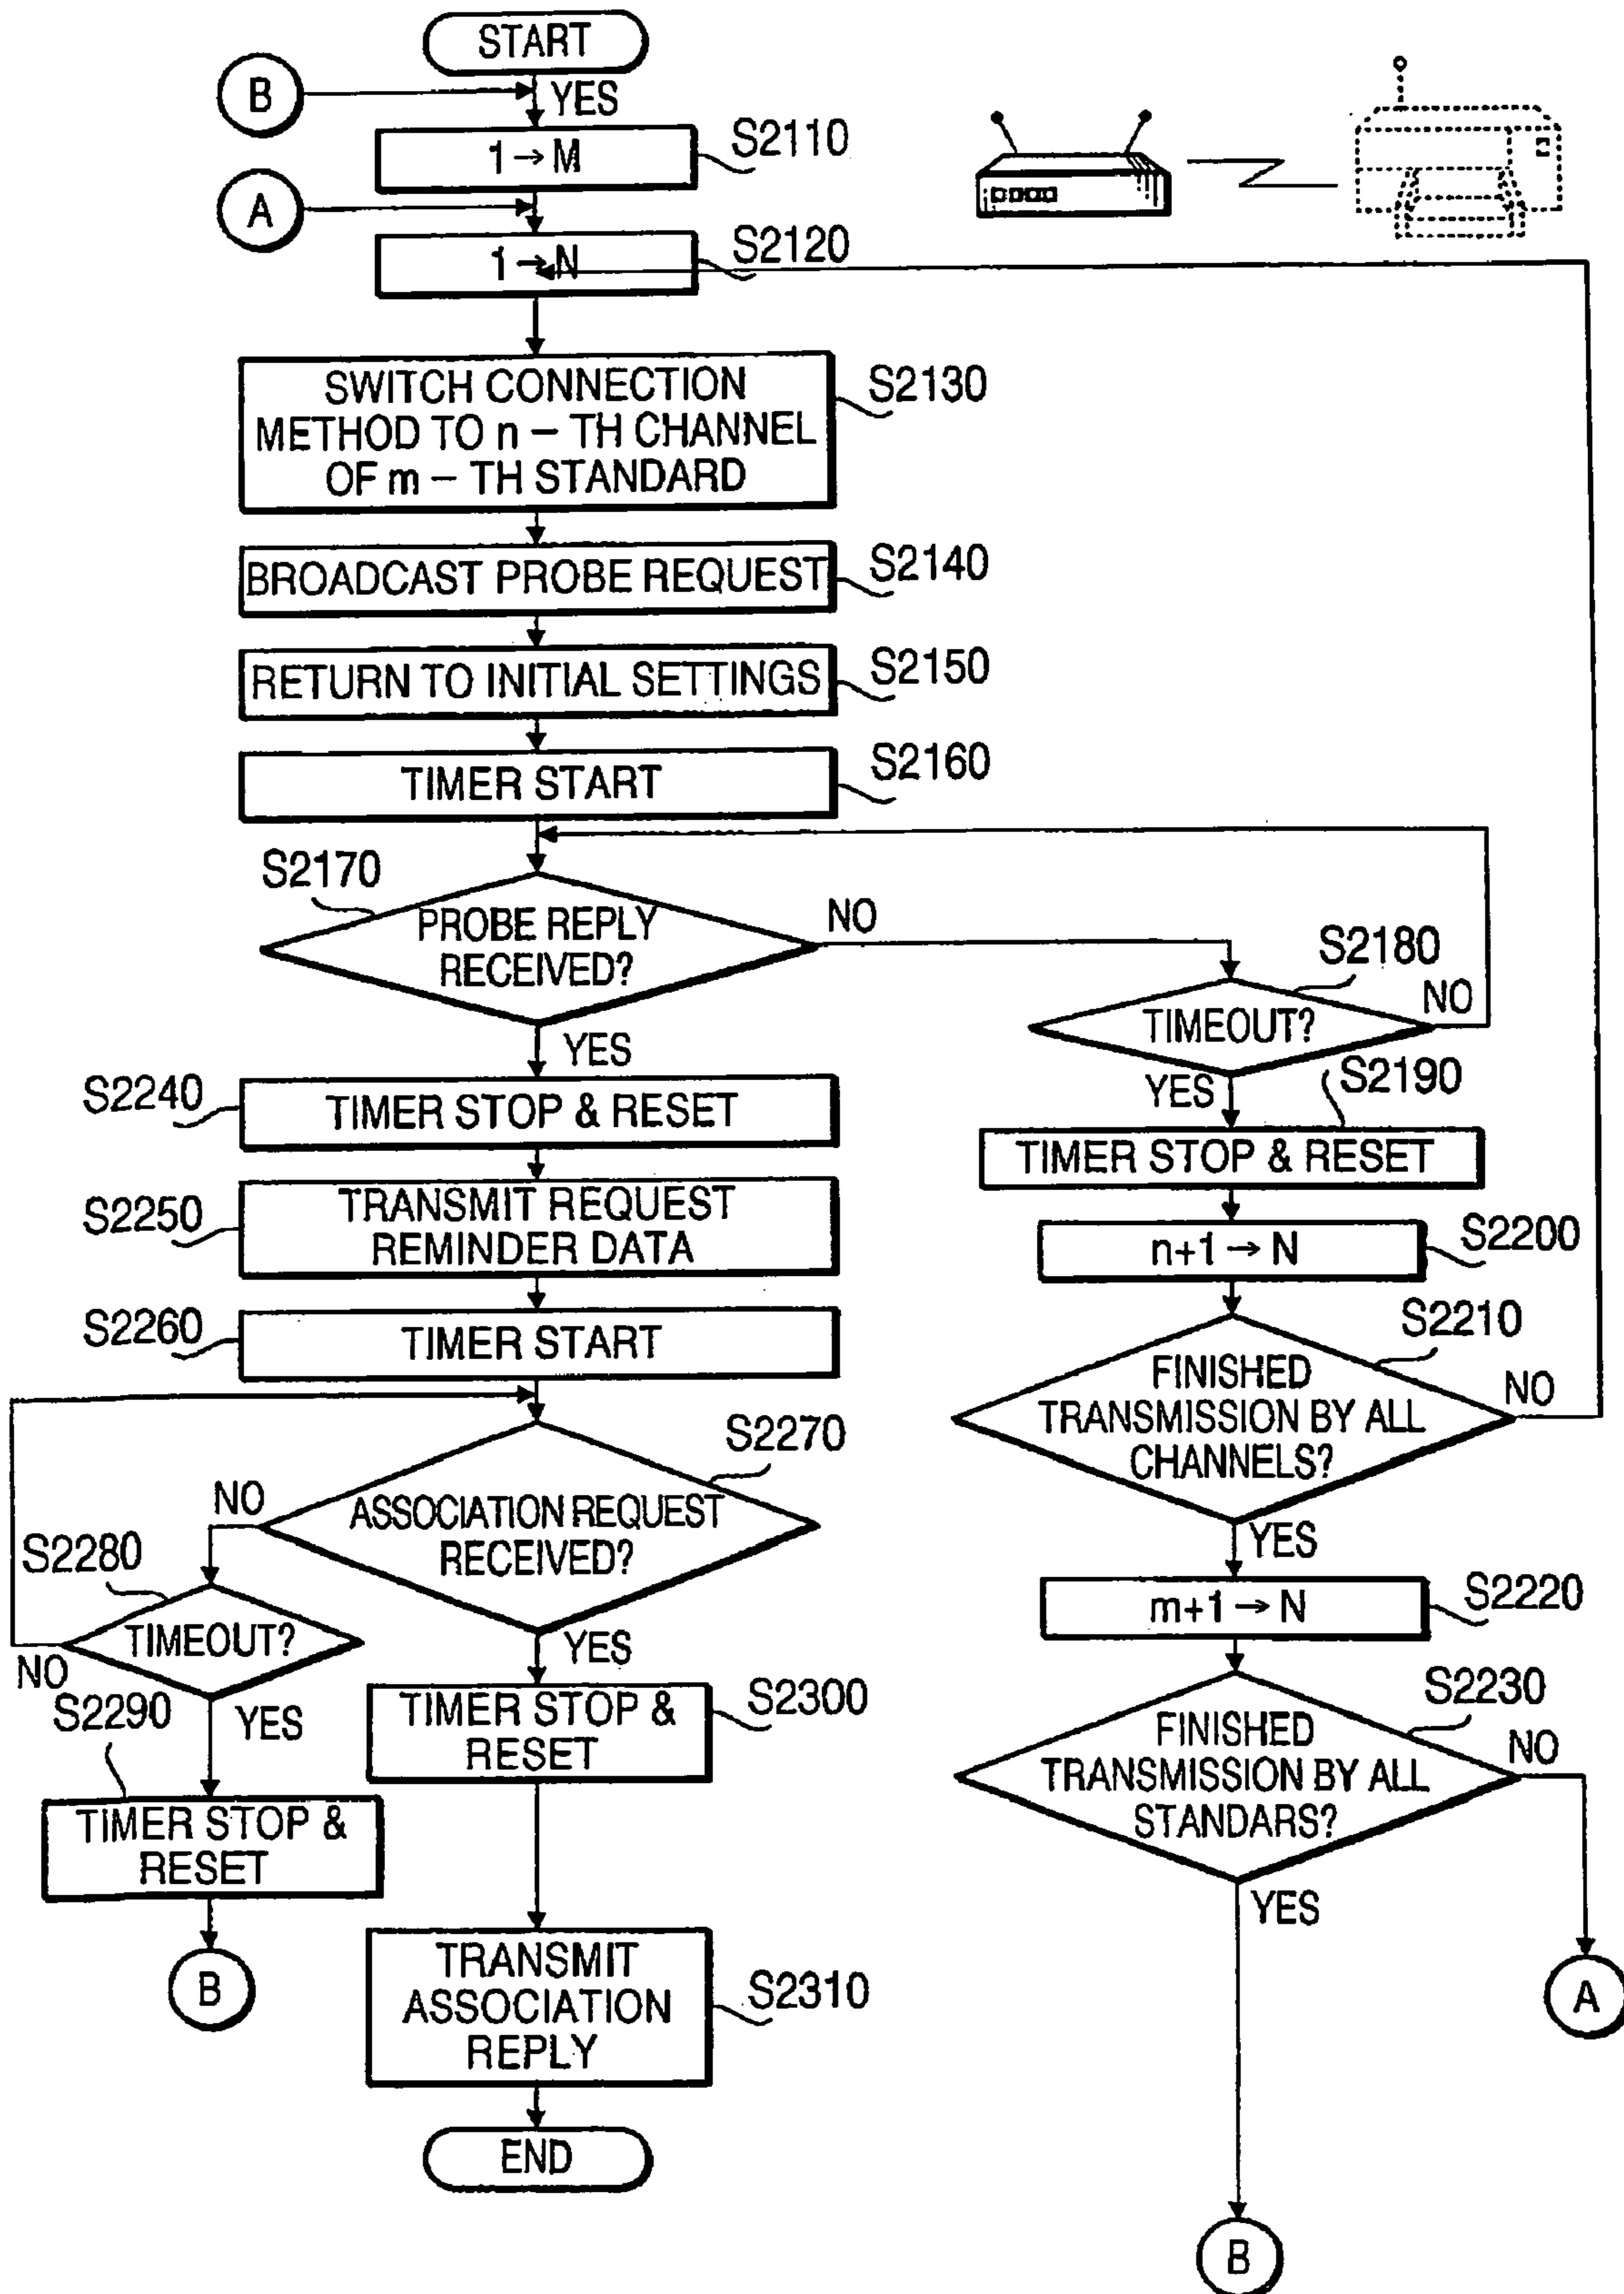 START
B
YES
1→M
S2110
A
1→N
S2120
SWITCH CONNECTION
METHOD TO n – TH CHANNEL
OF m – TH STANDARD
S2130
BROADCAST PROBE REQUEST
S2140
RETURN TO INITIAL SETTINGS
S2150
TIMER START
S2160
S2170
PROBE REPLY
RECEIVED?
NO
S2180
TIMEOUT?
NO
YES
YES
S2190
TIMER STOP & RESET
S2240
TIMER STOP & RESET
S2250
TRANSMIT REQUEST
REMINDER DATA
n+1→N
S2200
S2260
TIMER START
S2210
FINISHED
TRANSMISSION BY ALL
CHANNELS?
NO
YES
S2270
ASSOCIATION REQUEST
RECEIVED?
NO
S2280
TIMEOUT?
NO
YES
YES
m+1→N
S2220
S2290
TIMER STOP &
RESET
B
TIMER STOP &
RESET
S2300
S2230
FINISHED
TRANSMISSION BY ALL
STANDARS?
NO
YES
A
TRANSMIT
ASSOCIATION
REPLY
S2310
END
B